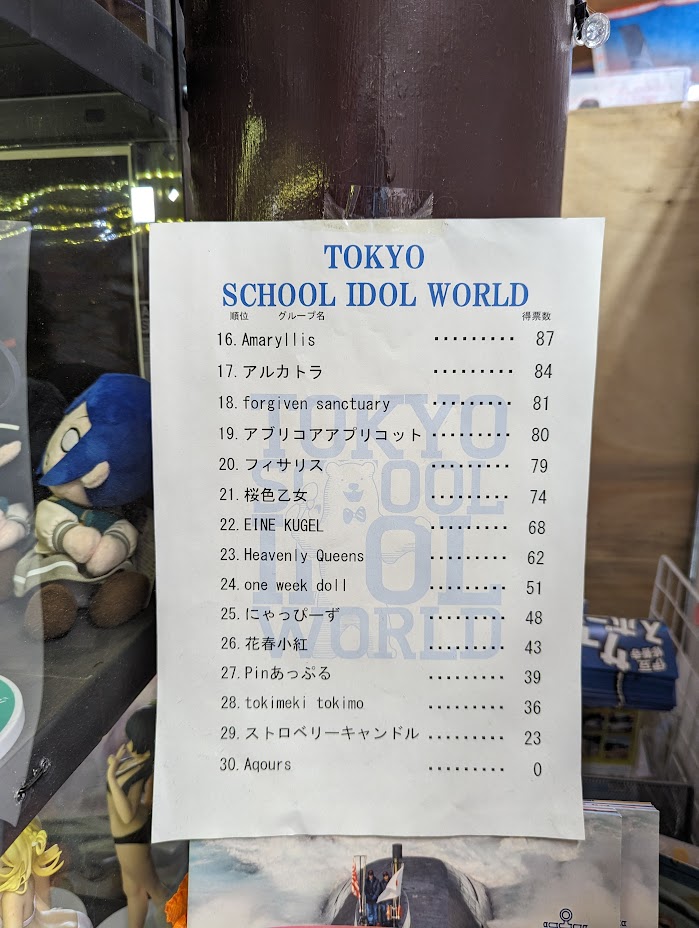 TOKYO
SCHOOL IDOL WORLD
順位 グループ名 得票数
16. Amaryllis ......... 87
17. アルカトラ ......... 84
18. forgiven sanctuary ......... 81
19. アブリコアアプリコット ......... 80
20. フィサリス ......... 79
21. 桜色乙女 ......... 74
22. EINE KUGEL ......... 68
23. Heavenly Queens ......... 62
24. one week doll ......... 51
25. にゃっぴーず ......... 48
26. 花春小紅 ......... 43
27. Pinあっぷる ......... 39
28. tokimeki tokimo ......... 36
29. ストロベリーキャンドル ......... 23
30. Aqours ......... 0
TOKYO
SCHOOL
IDOL
WORLD